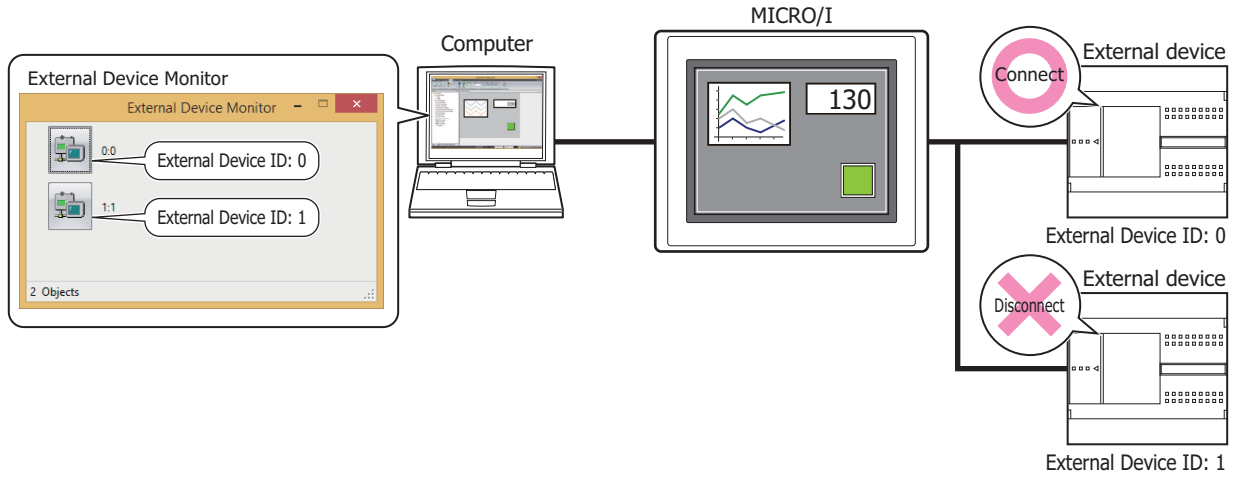 MICRO/I
Computer
External Device Monitor
External Device Monitor
0:0
External Device ID: 0
1:1
External Device ID: 1
2 Objects
130
Connect
External device
External Device ID: 0
Disconnect
External device
External Device ID: 1